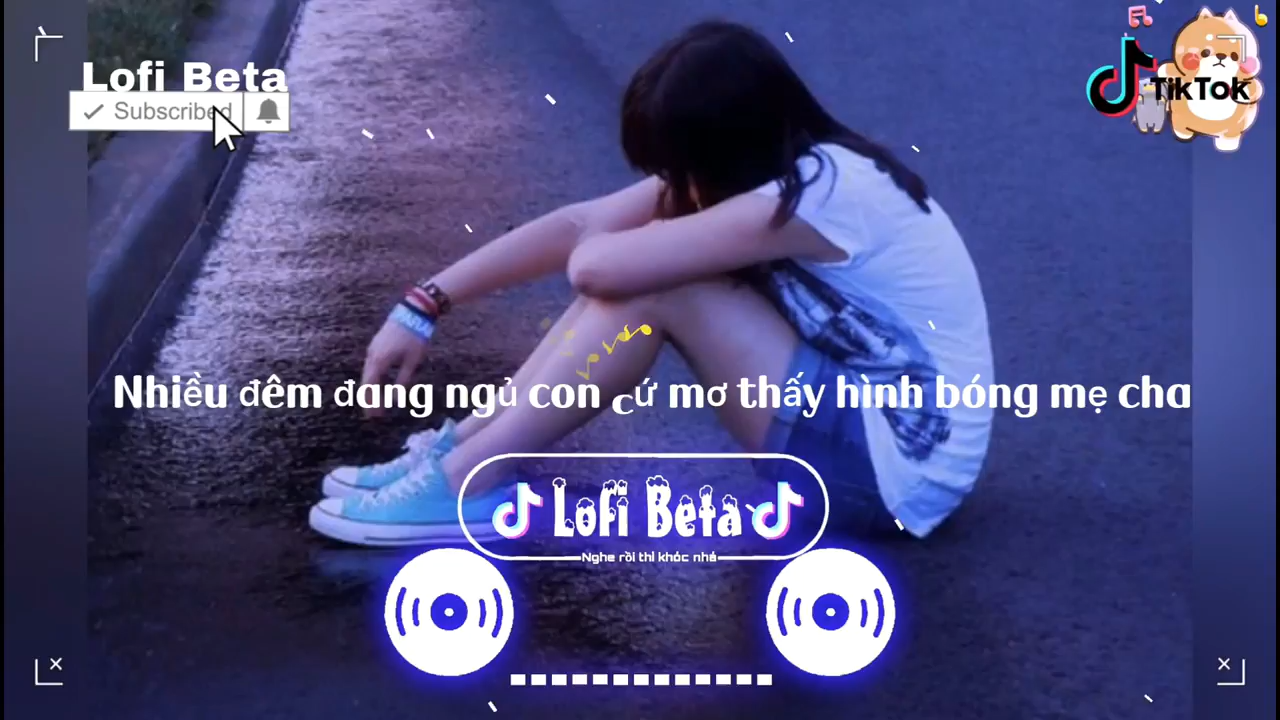 Lofi Beta
Subscribed
TikTok
Nhiều đêm đang ngủ con cứ mơ thấy hình bóng mẹ cha
Lofi Beta
Nghe rồi thì khóc nhé